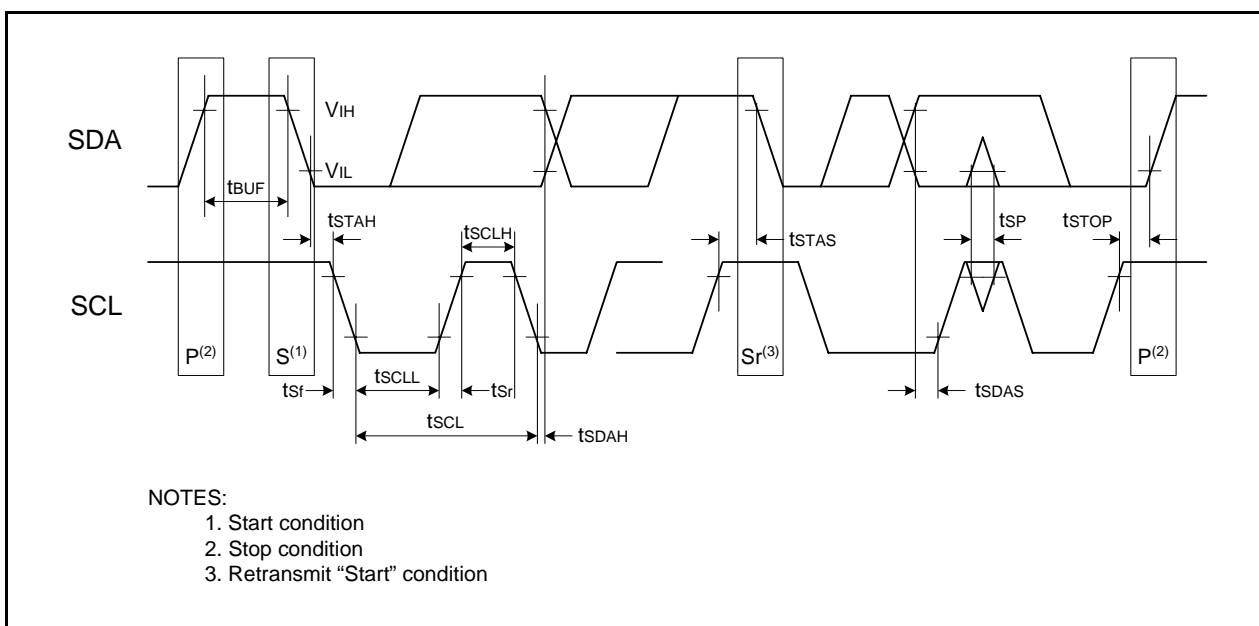 SDA
VIH
VIL
tBUF
tSTAH
tSCLH
tSTAS
tSP
tSTOP
SCL
P(2)
S(1)
Sr(3)
P(2)
tSf
tSCLL
tSr
tSCL
tSDAH
tSDAS
NOTES:
1. Start condition
2. Stop condition
3. Retransmit “Start” condition